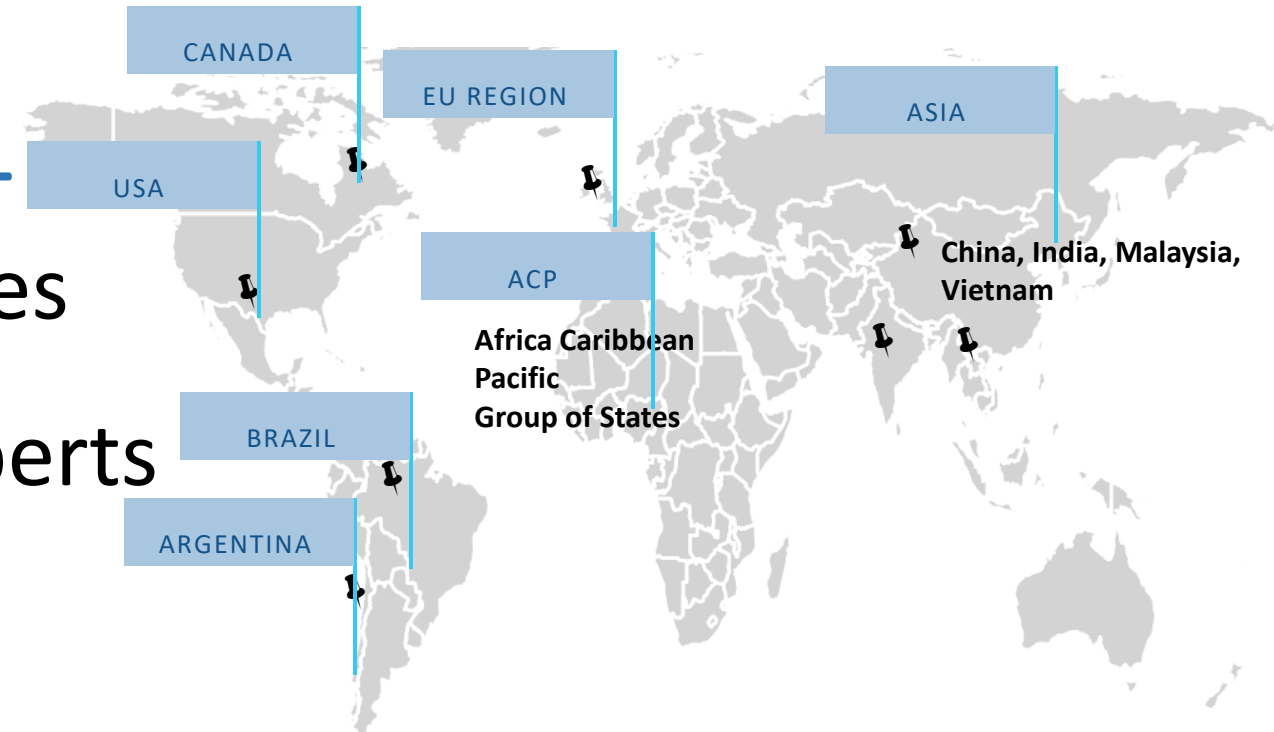 CANADA
EU REGION
ASIA
USA
China, India, Malaysia,
Vietnam
ACP
es
Africa Caribbean
Pacific
Group of States
BRAZIL
perts
ARGENTINA